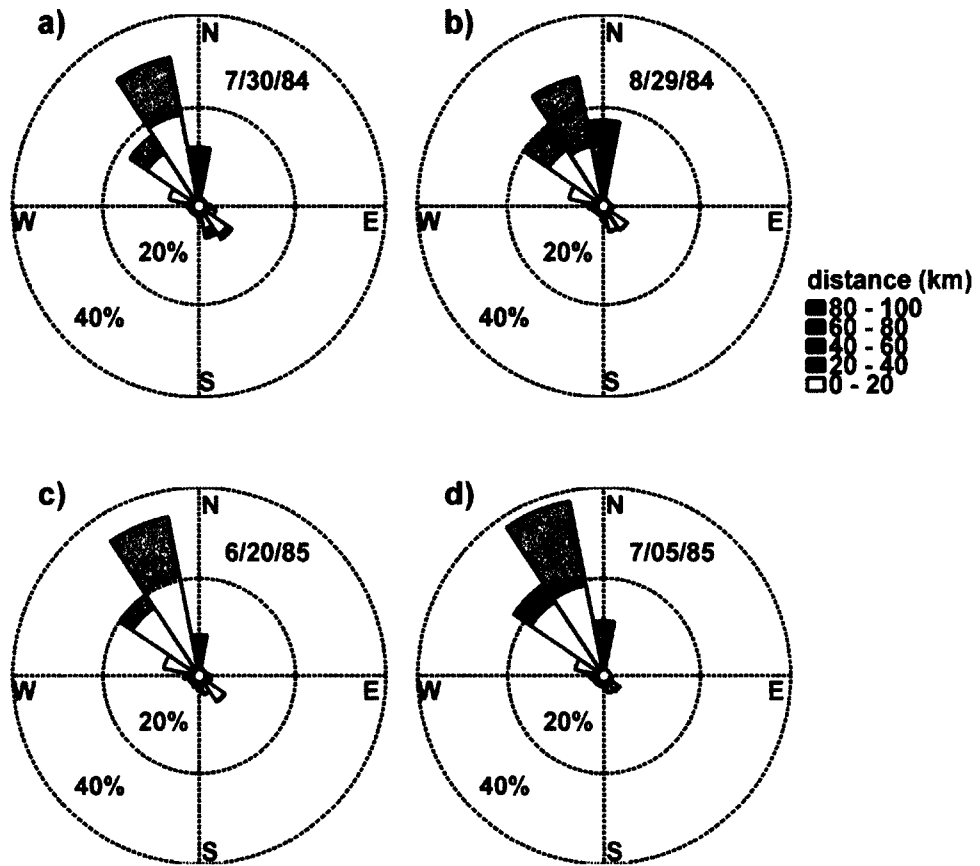 a)
N
7/30/84
W
E
20%
40%
S
b)
N
8/29/84
W
E
20%
40%
S
distance (km)
80 - 100
60 - 80
40 - 60
20 - 40
0 - 20
c)
N
6/20/85
W
E
20%
40%
S
d)
N
7/05/85
W
E
20%
40%
S